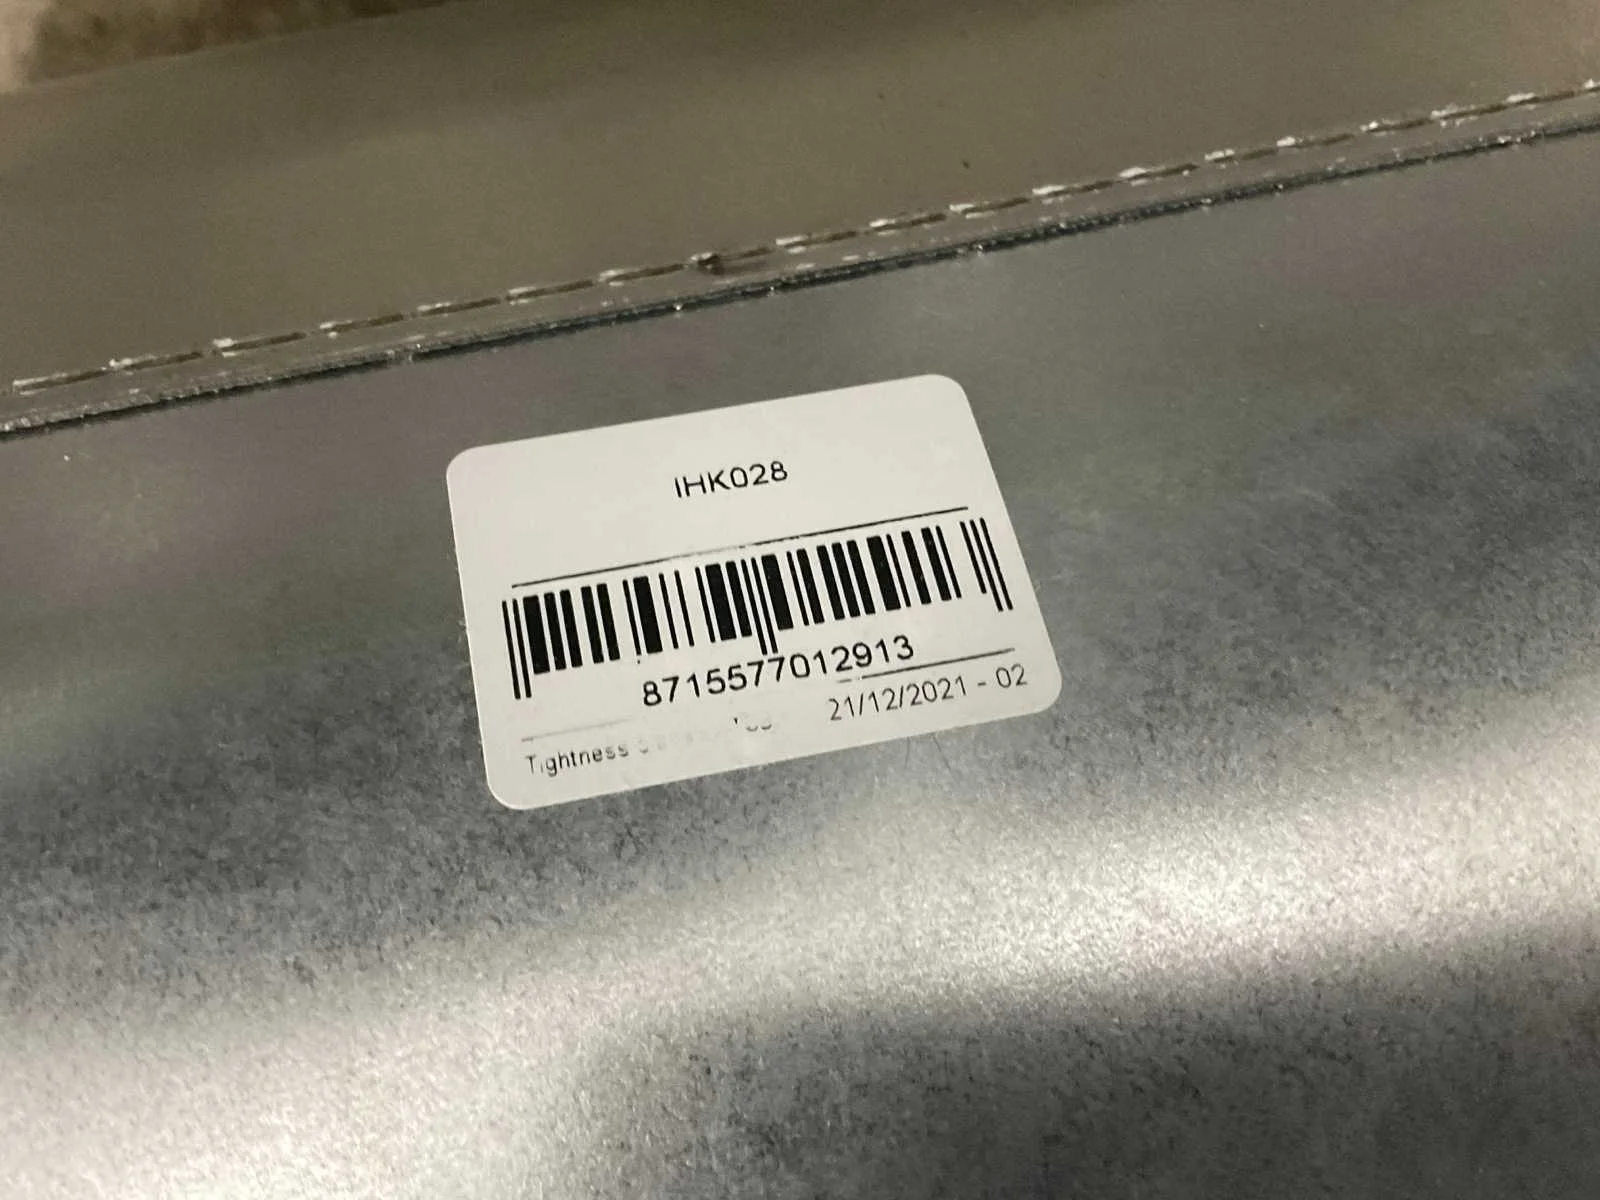 IHK028
8715577012913
Tightness 21/12/2021 - 02